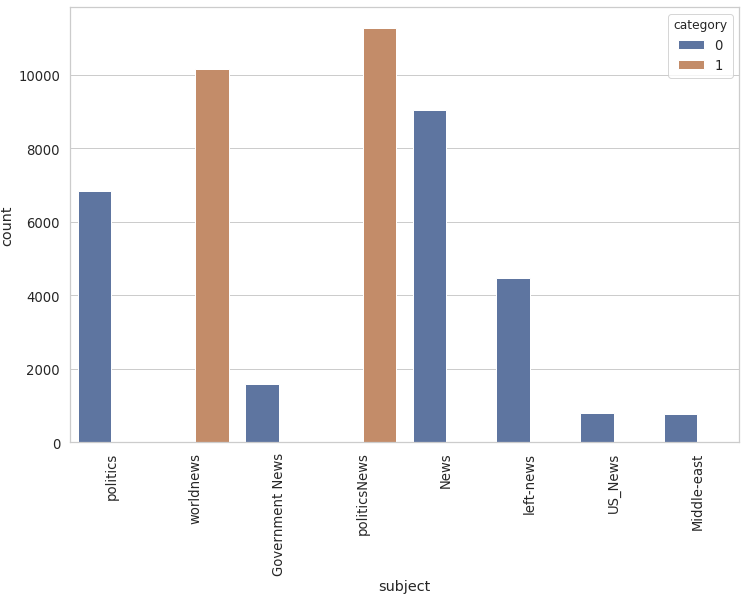 category
0
1
10000
8000
6000
4000
2000
0
count
politics
worldnews
Government News
politicsNews
News
left-news
US_News
Middle-east
subject